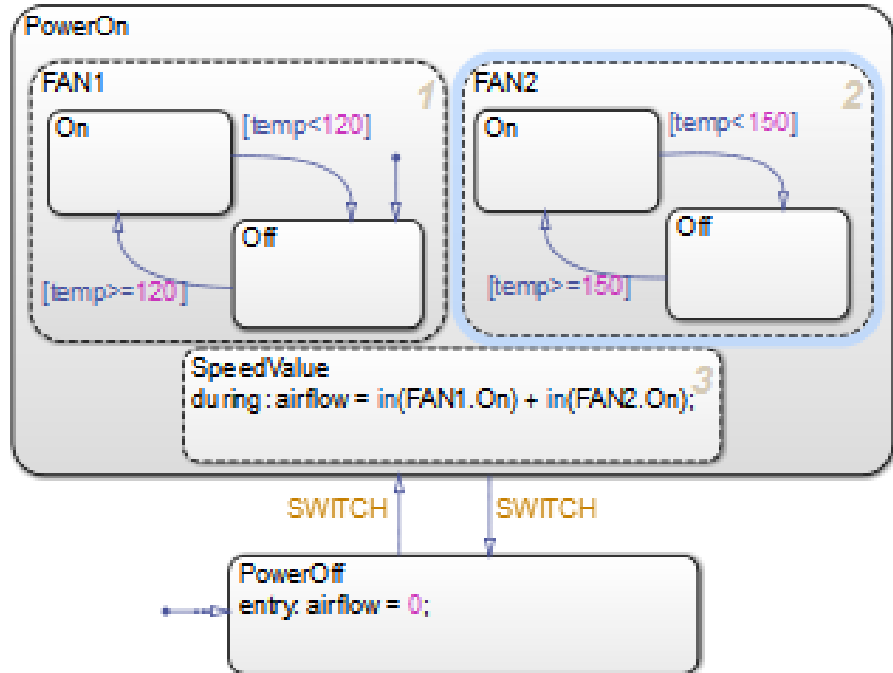 PowerOn
FAN1
1
On
[temp<120]
Off
[temp>=120]
FAN2
2
On
[temp<150]
Off
[temp>=150]
SpeedValue
3
during: airflow = in(FAN1.On) + in(FAN2.On);
SWITCH
SWITCH
PowerOff
entry: airflow = 0;